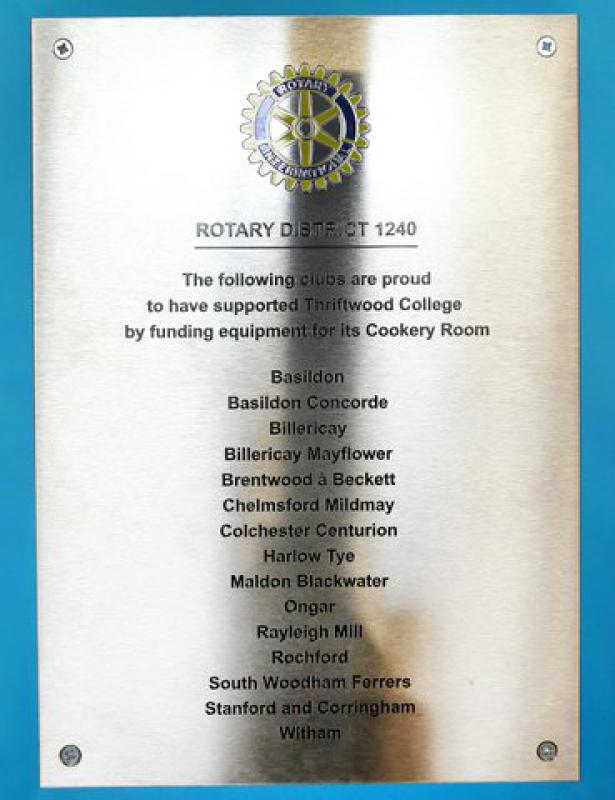 ROTARY
INTERNATIONAL
ROTARY DISTRICT 1240
The following clubs are proud
to have supported Thriftwood College
by funding equipment for its Cookery Room
Basildon
Basildon Concorde
Billericay
Billericay Mayflower
Brentwood à Beckett
Chelmsford Mildmay
Colchester Centurion
Harlow Tye
Maldon Blackwater
Ongar
Rayleigh Mill
Rochford
South Woodham Ferrers
Stanford and Corringham
Witham